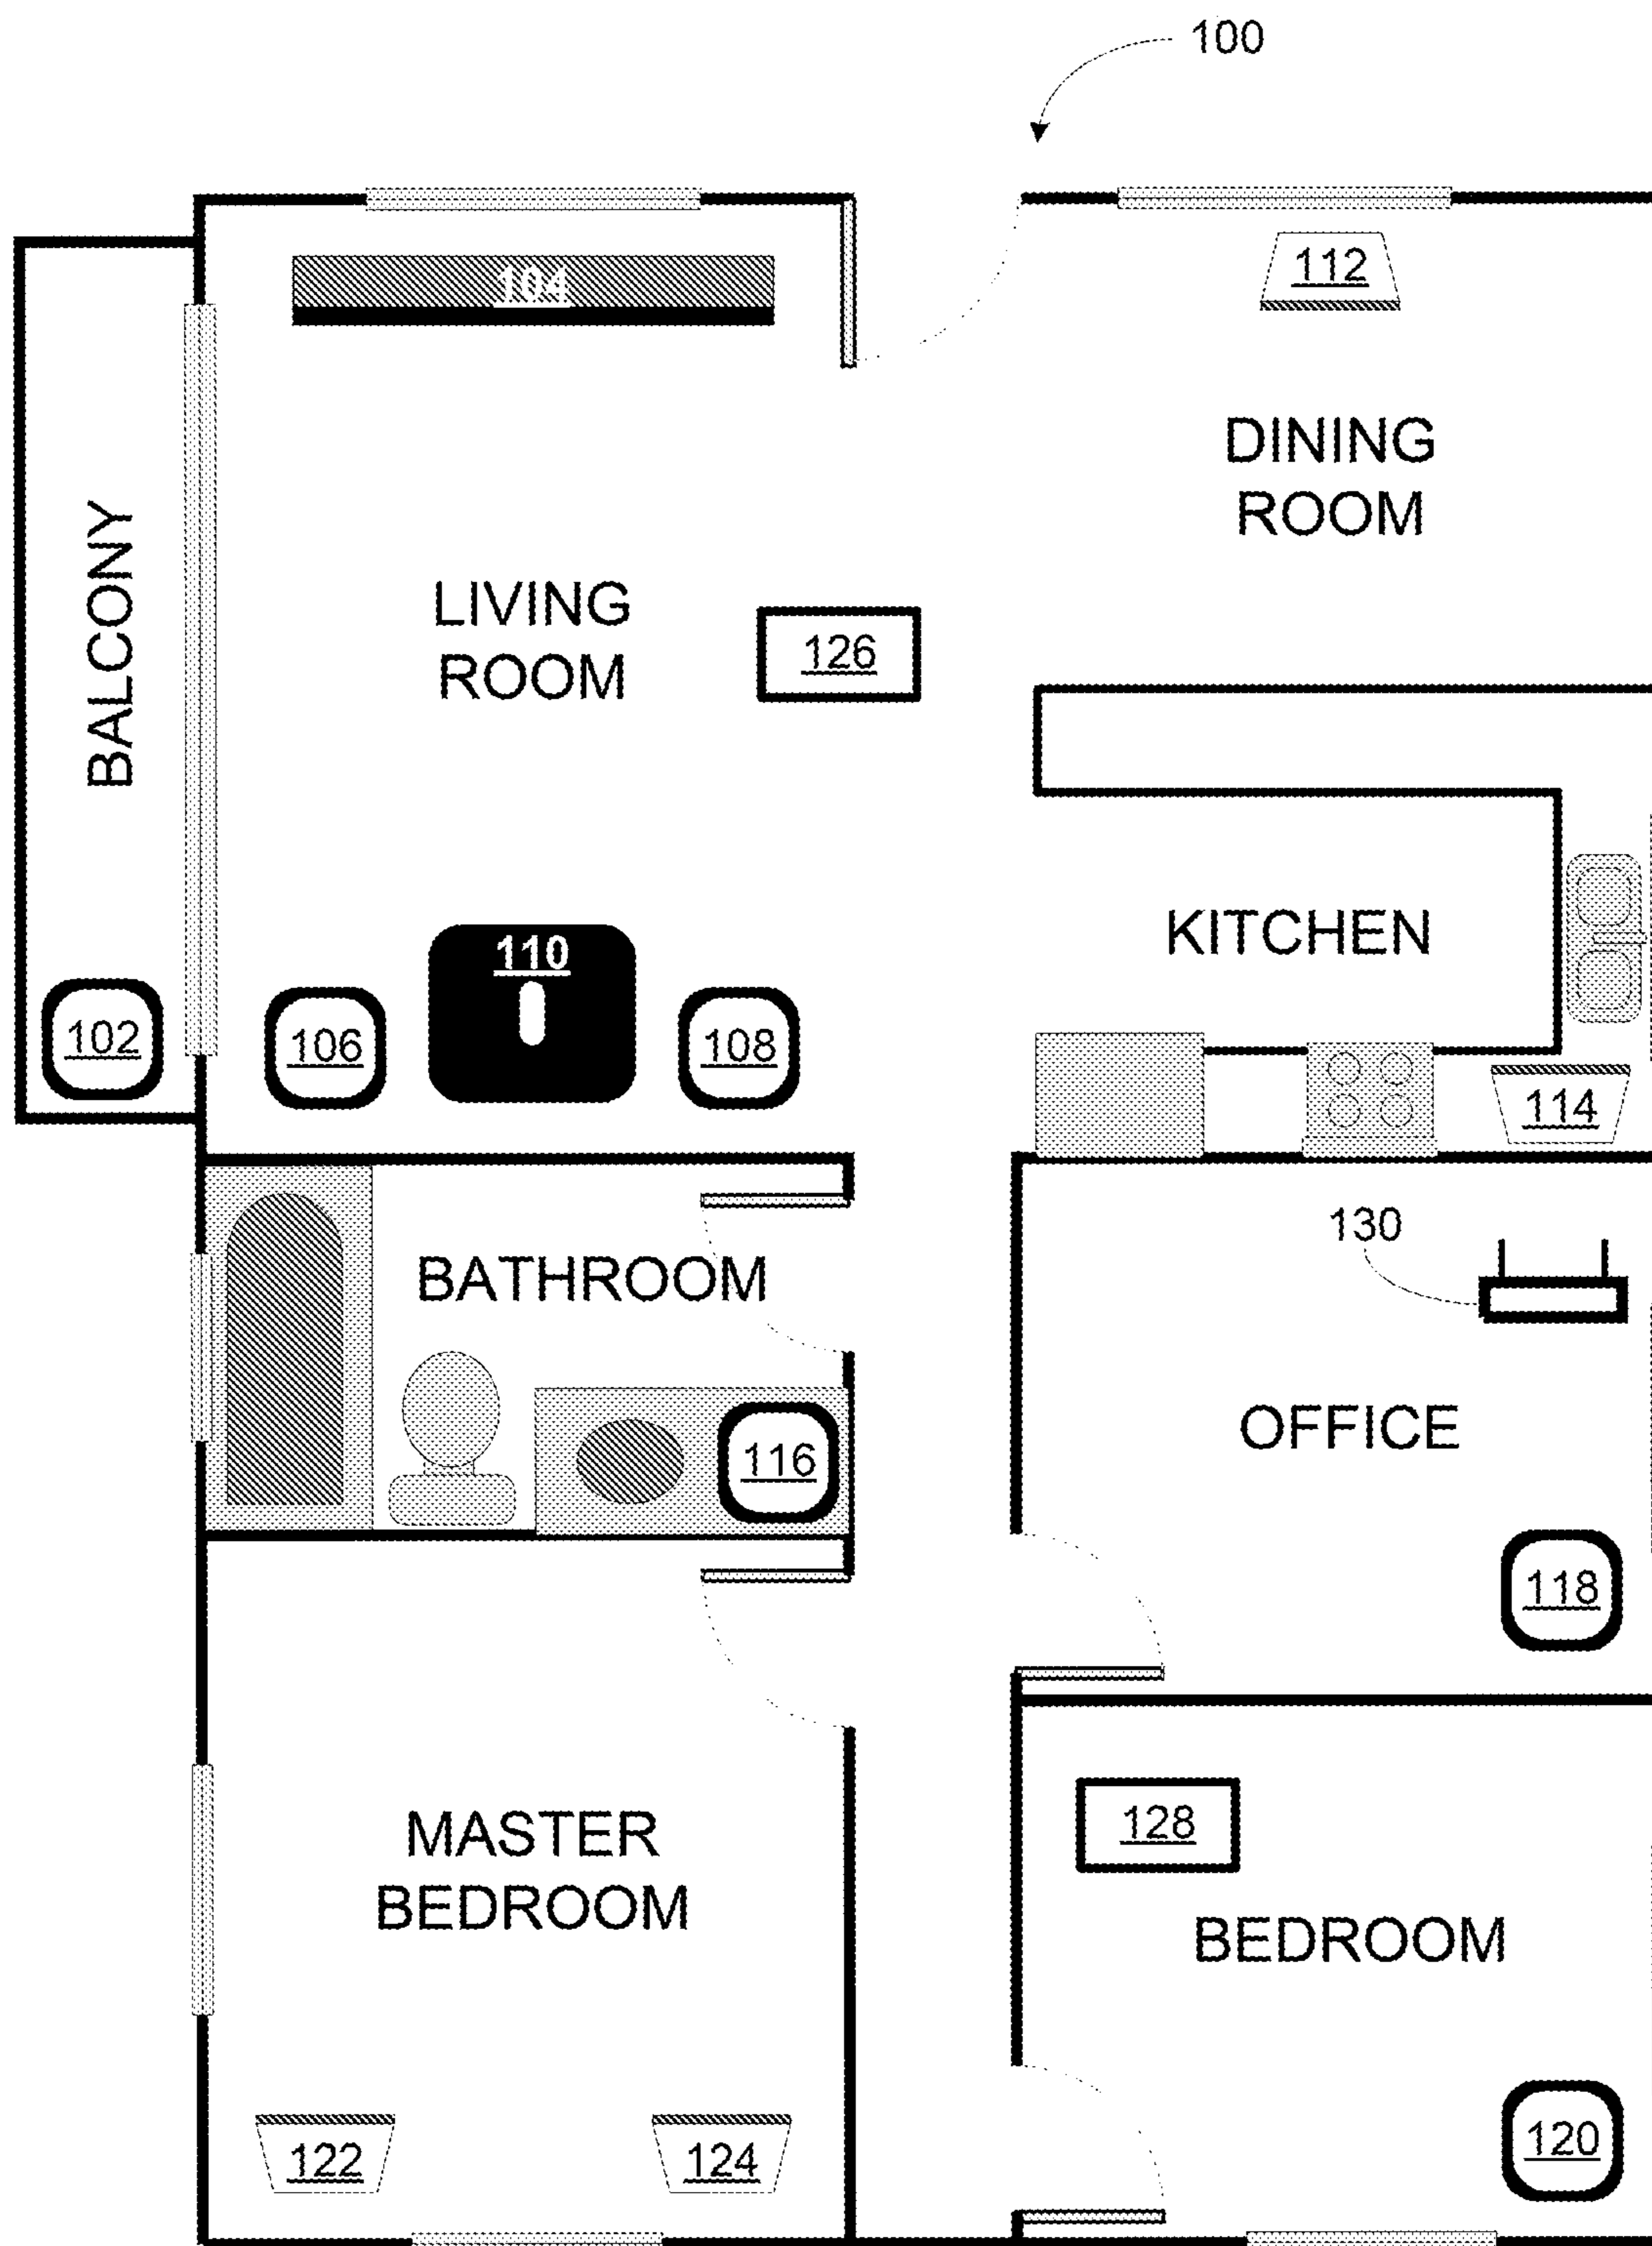 100
104
112
DINING
ROOM
BALCONY
LIVING
ROOM
126
KITCHEN
110
102
106
108
114
130
BATHROOM
OFFICE
116
118
MASTER
BEDROOM
128
BEDROOM
122
124
120